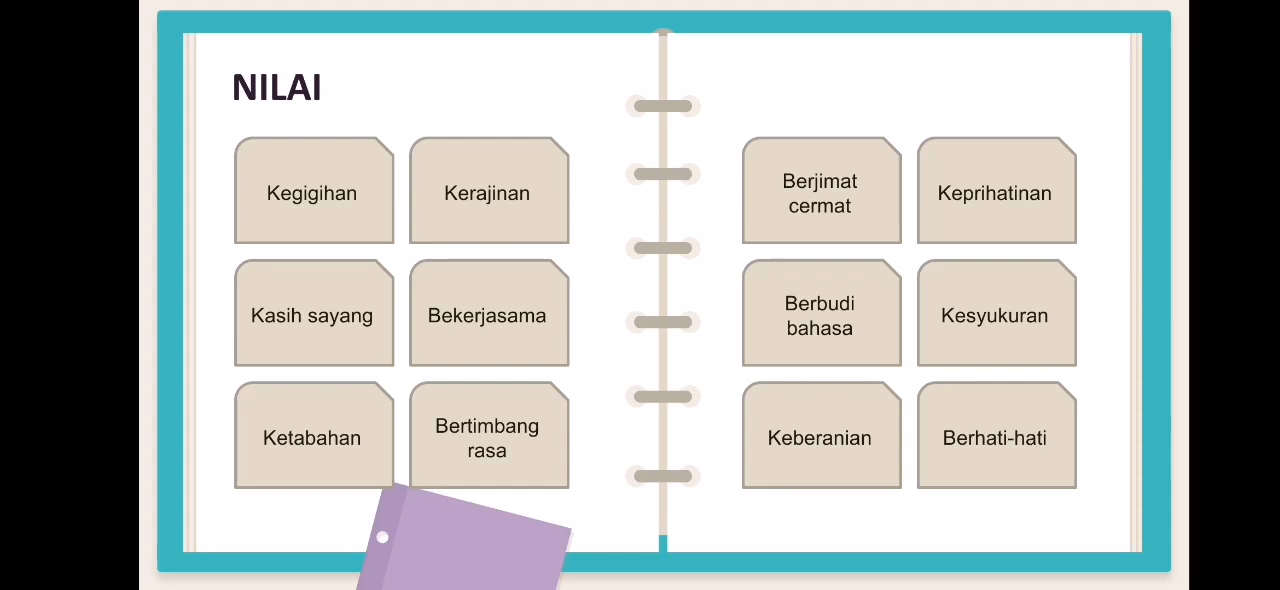 NILAI
Kegigihan
Kerajinan
Kasih sayang
Bekerjasama
Ketabahan
Bertimbang
rasa
Berjimat
cermat
Keprihatinan
Berbudi
bahasa
Kesyukuran
Keberanian
Berhati-hati